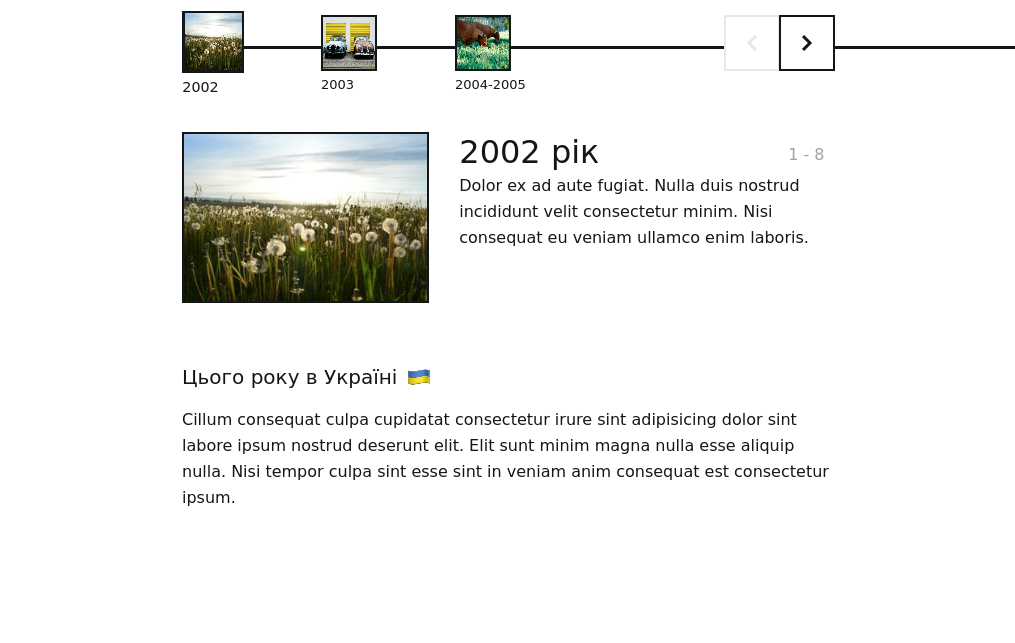 2002
2003
2004-2005
2002 рік
1 - 8
Dolor ex ad aute fugiat. Nulla duis nostrud
incididunt velit consectetur minim. Nisi
consequat eu veniam ullamco enim laboris.
Цього року в Україні 🇺🇦
Cillum consequat culpa cupidatat consectetur irure sint adipisicing dolor sint
labore ipsum nostrud deserunt elit. Elit sunt minim magna nulla esse aliquip
nulla. Nisi tempor culpa sint esse sint in veniam anim consequat est consectetur
ipsum.